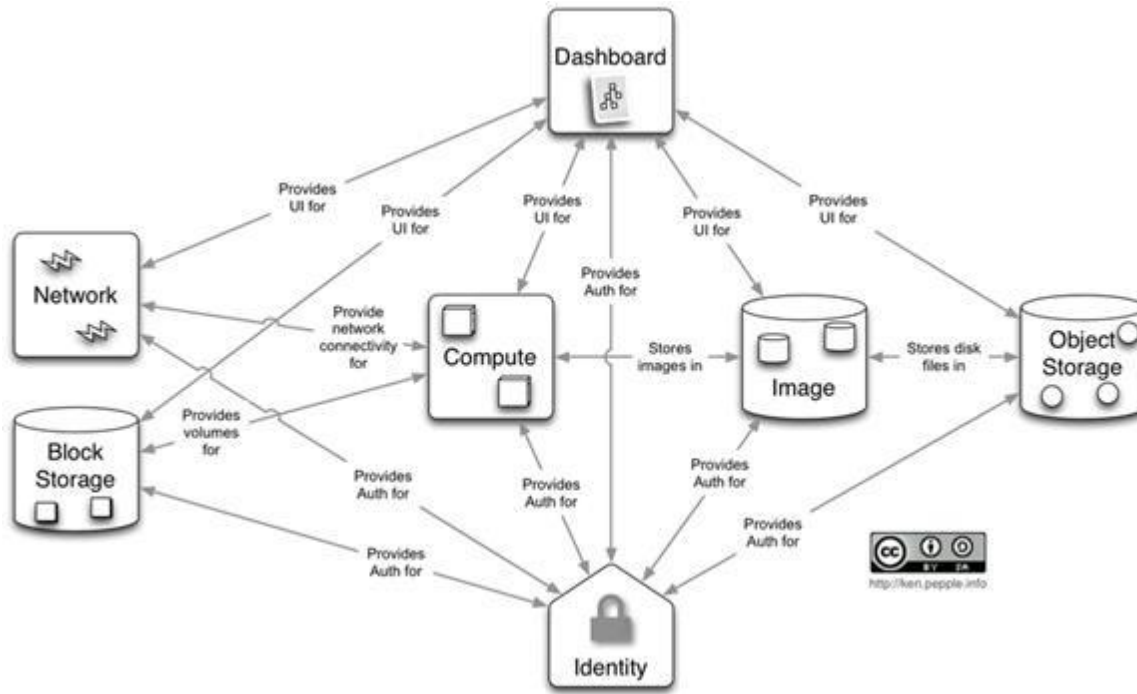 Dashboard
Provides
UI for
Provides
UI for
Provides
UI for
Provides
UI for
Provides
UI for
Provides
Auth for
Network
Provide
network
connectivity
for
Compute
Stores
images in
Image
Stores disk
files in
Object
Storage
Provides
volumes
for
Block
Storage
Provides
Auth for
Provides
Auth for
Provides
Auth for
Provides
Auth for
Provides
Auth for
cc
BY
SA
http://ken.pepple.info
Identity